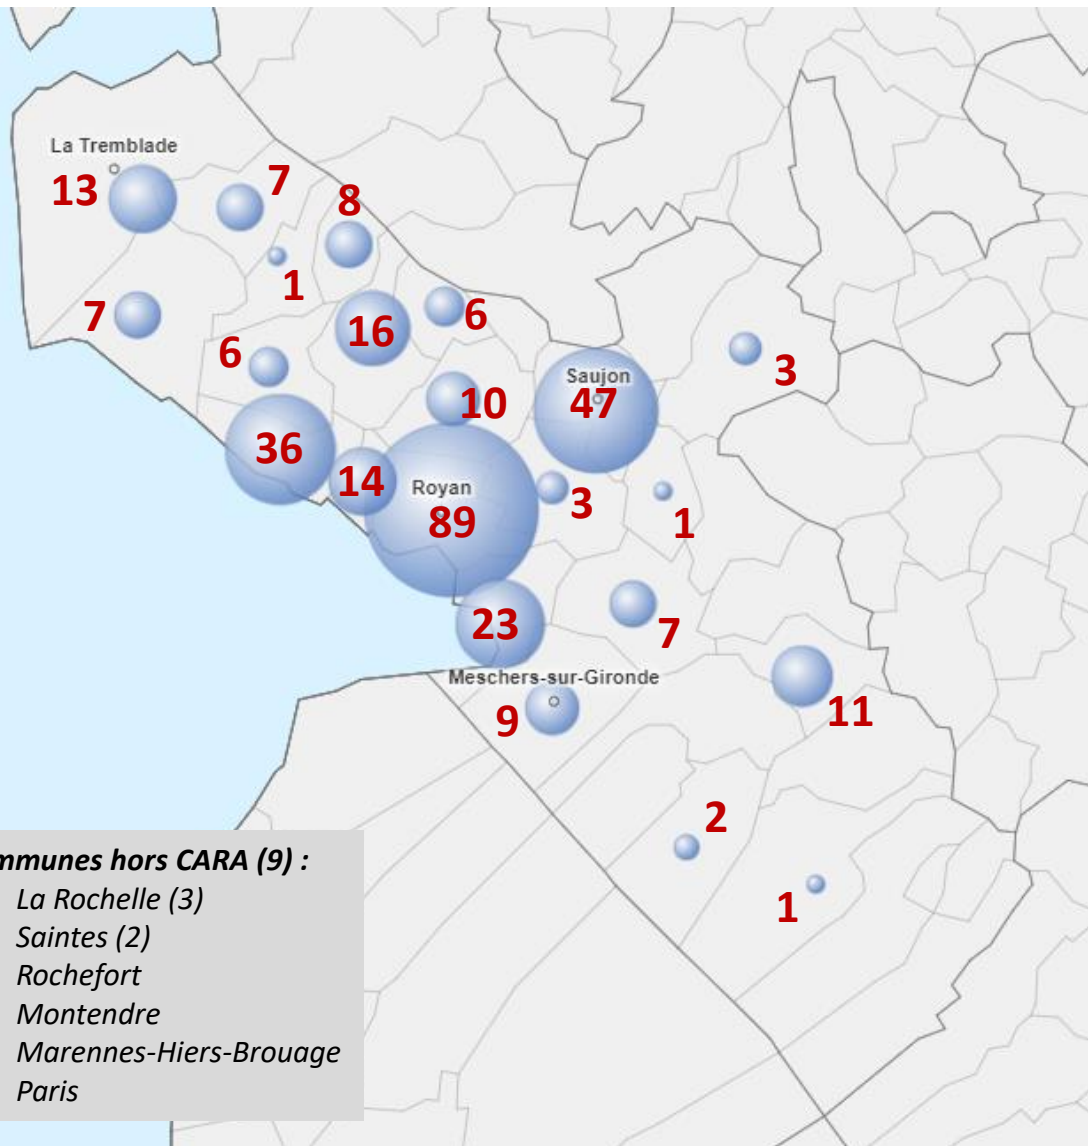 La Tremblade
13
7
8
1
7
6
16
6
Saujon
47
3
10
36
14
Royan
89
3
1
23
7
Meschers-sur-Gironde
9
11
2
1
mmunes hors CARA (9) :
La Rochelle (3)
Saintes (2)
Rochefort
Montendre
Marennes-Hiers-Brouage
Paris